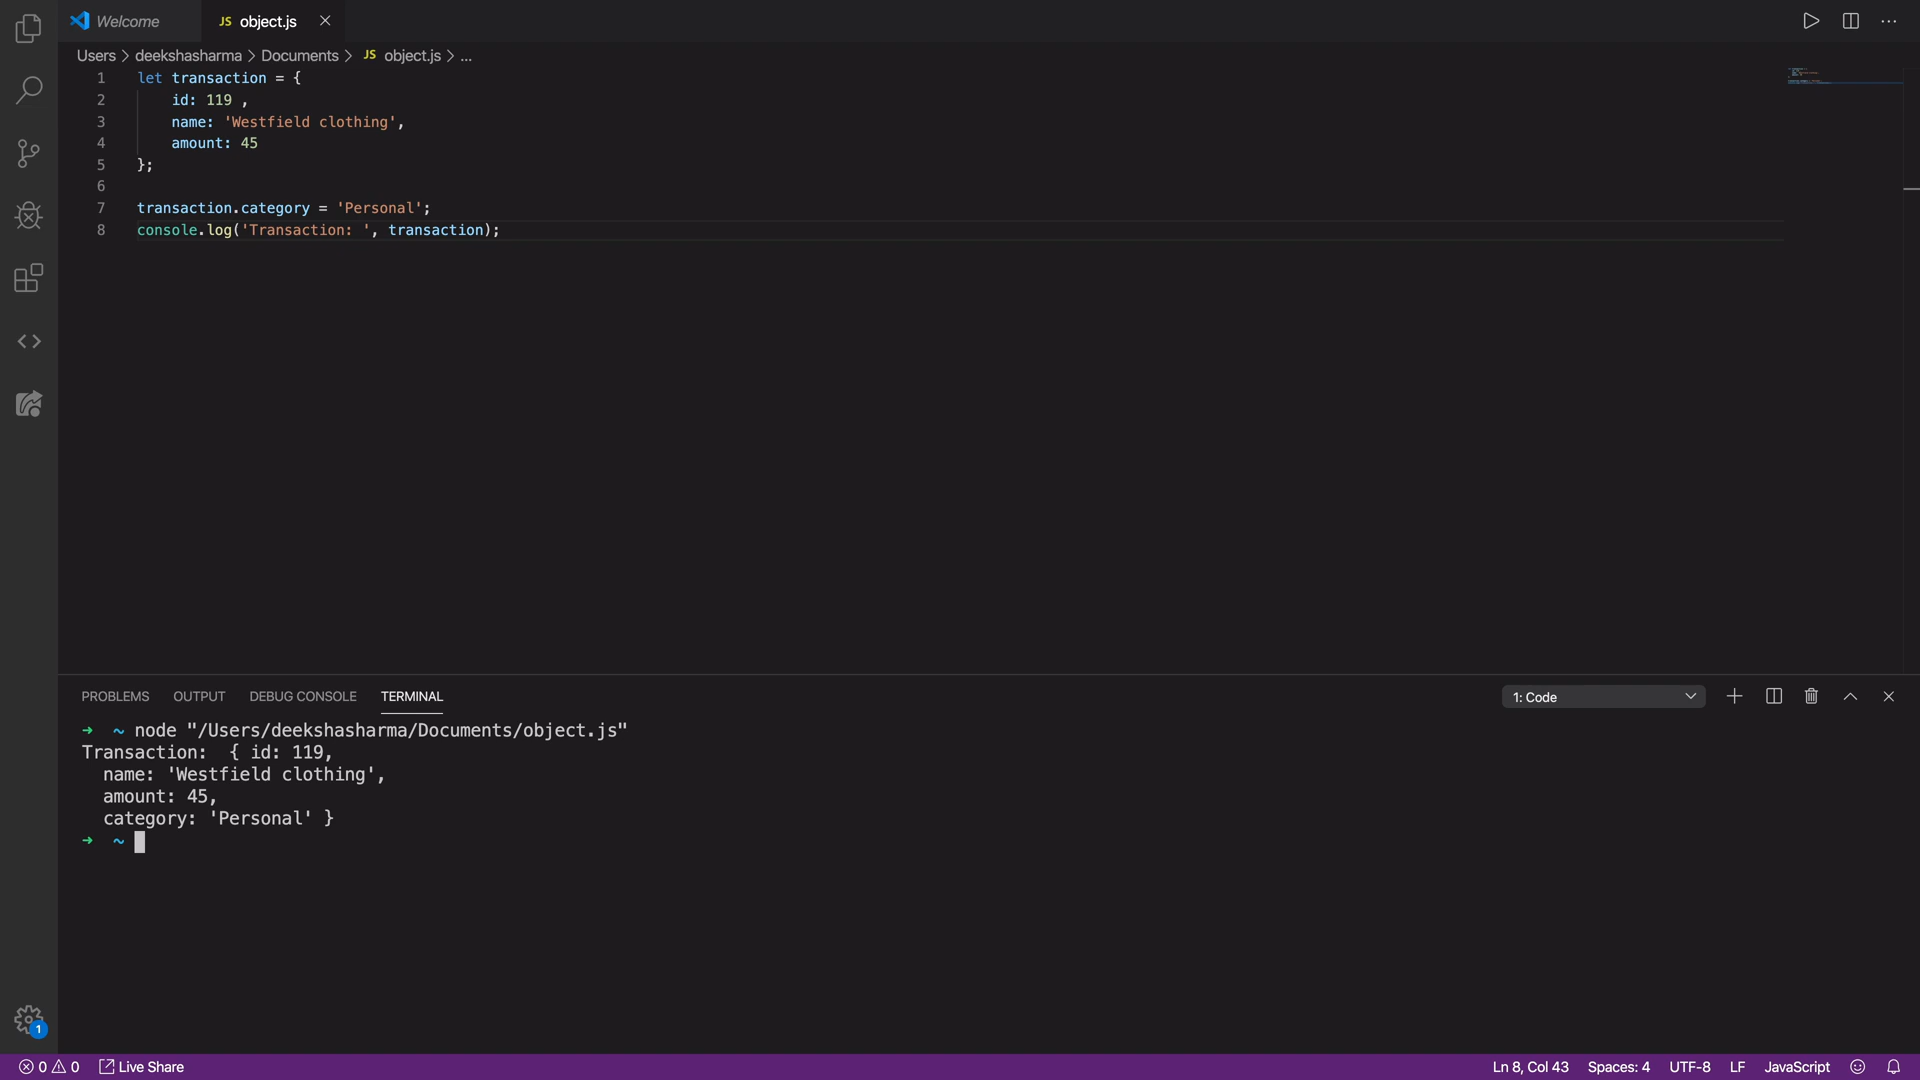 Welcome
JS object.js
Users > deekshasharma > Documents > JS object.js > ...
1 let transaction = {
2 id: 119 ,
3 name: 'Westfield clothing',
4 amount: 45
5 };
6
7 transaction.category = 'Personal';
8 console.log('Transaction: ', transaction);
PROBLEMS OUTPUT DEBUG CONSOLE TERMINAL
1: Code
➜ ~ node "/Users/deekshasharma/Documents/object.js"
Transaction:  { id: 119,
name: 'Westfield clothing',
amount: 45,
category: 'Personal' }
➜ ~
1
0 0 Live Share
Ln 8, Col 43 Spaces: 4 UTF-8 LF JavaScript